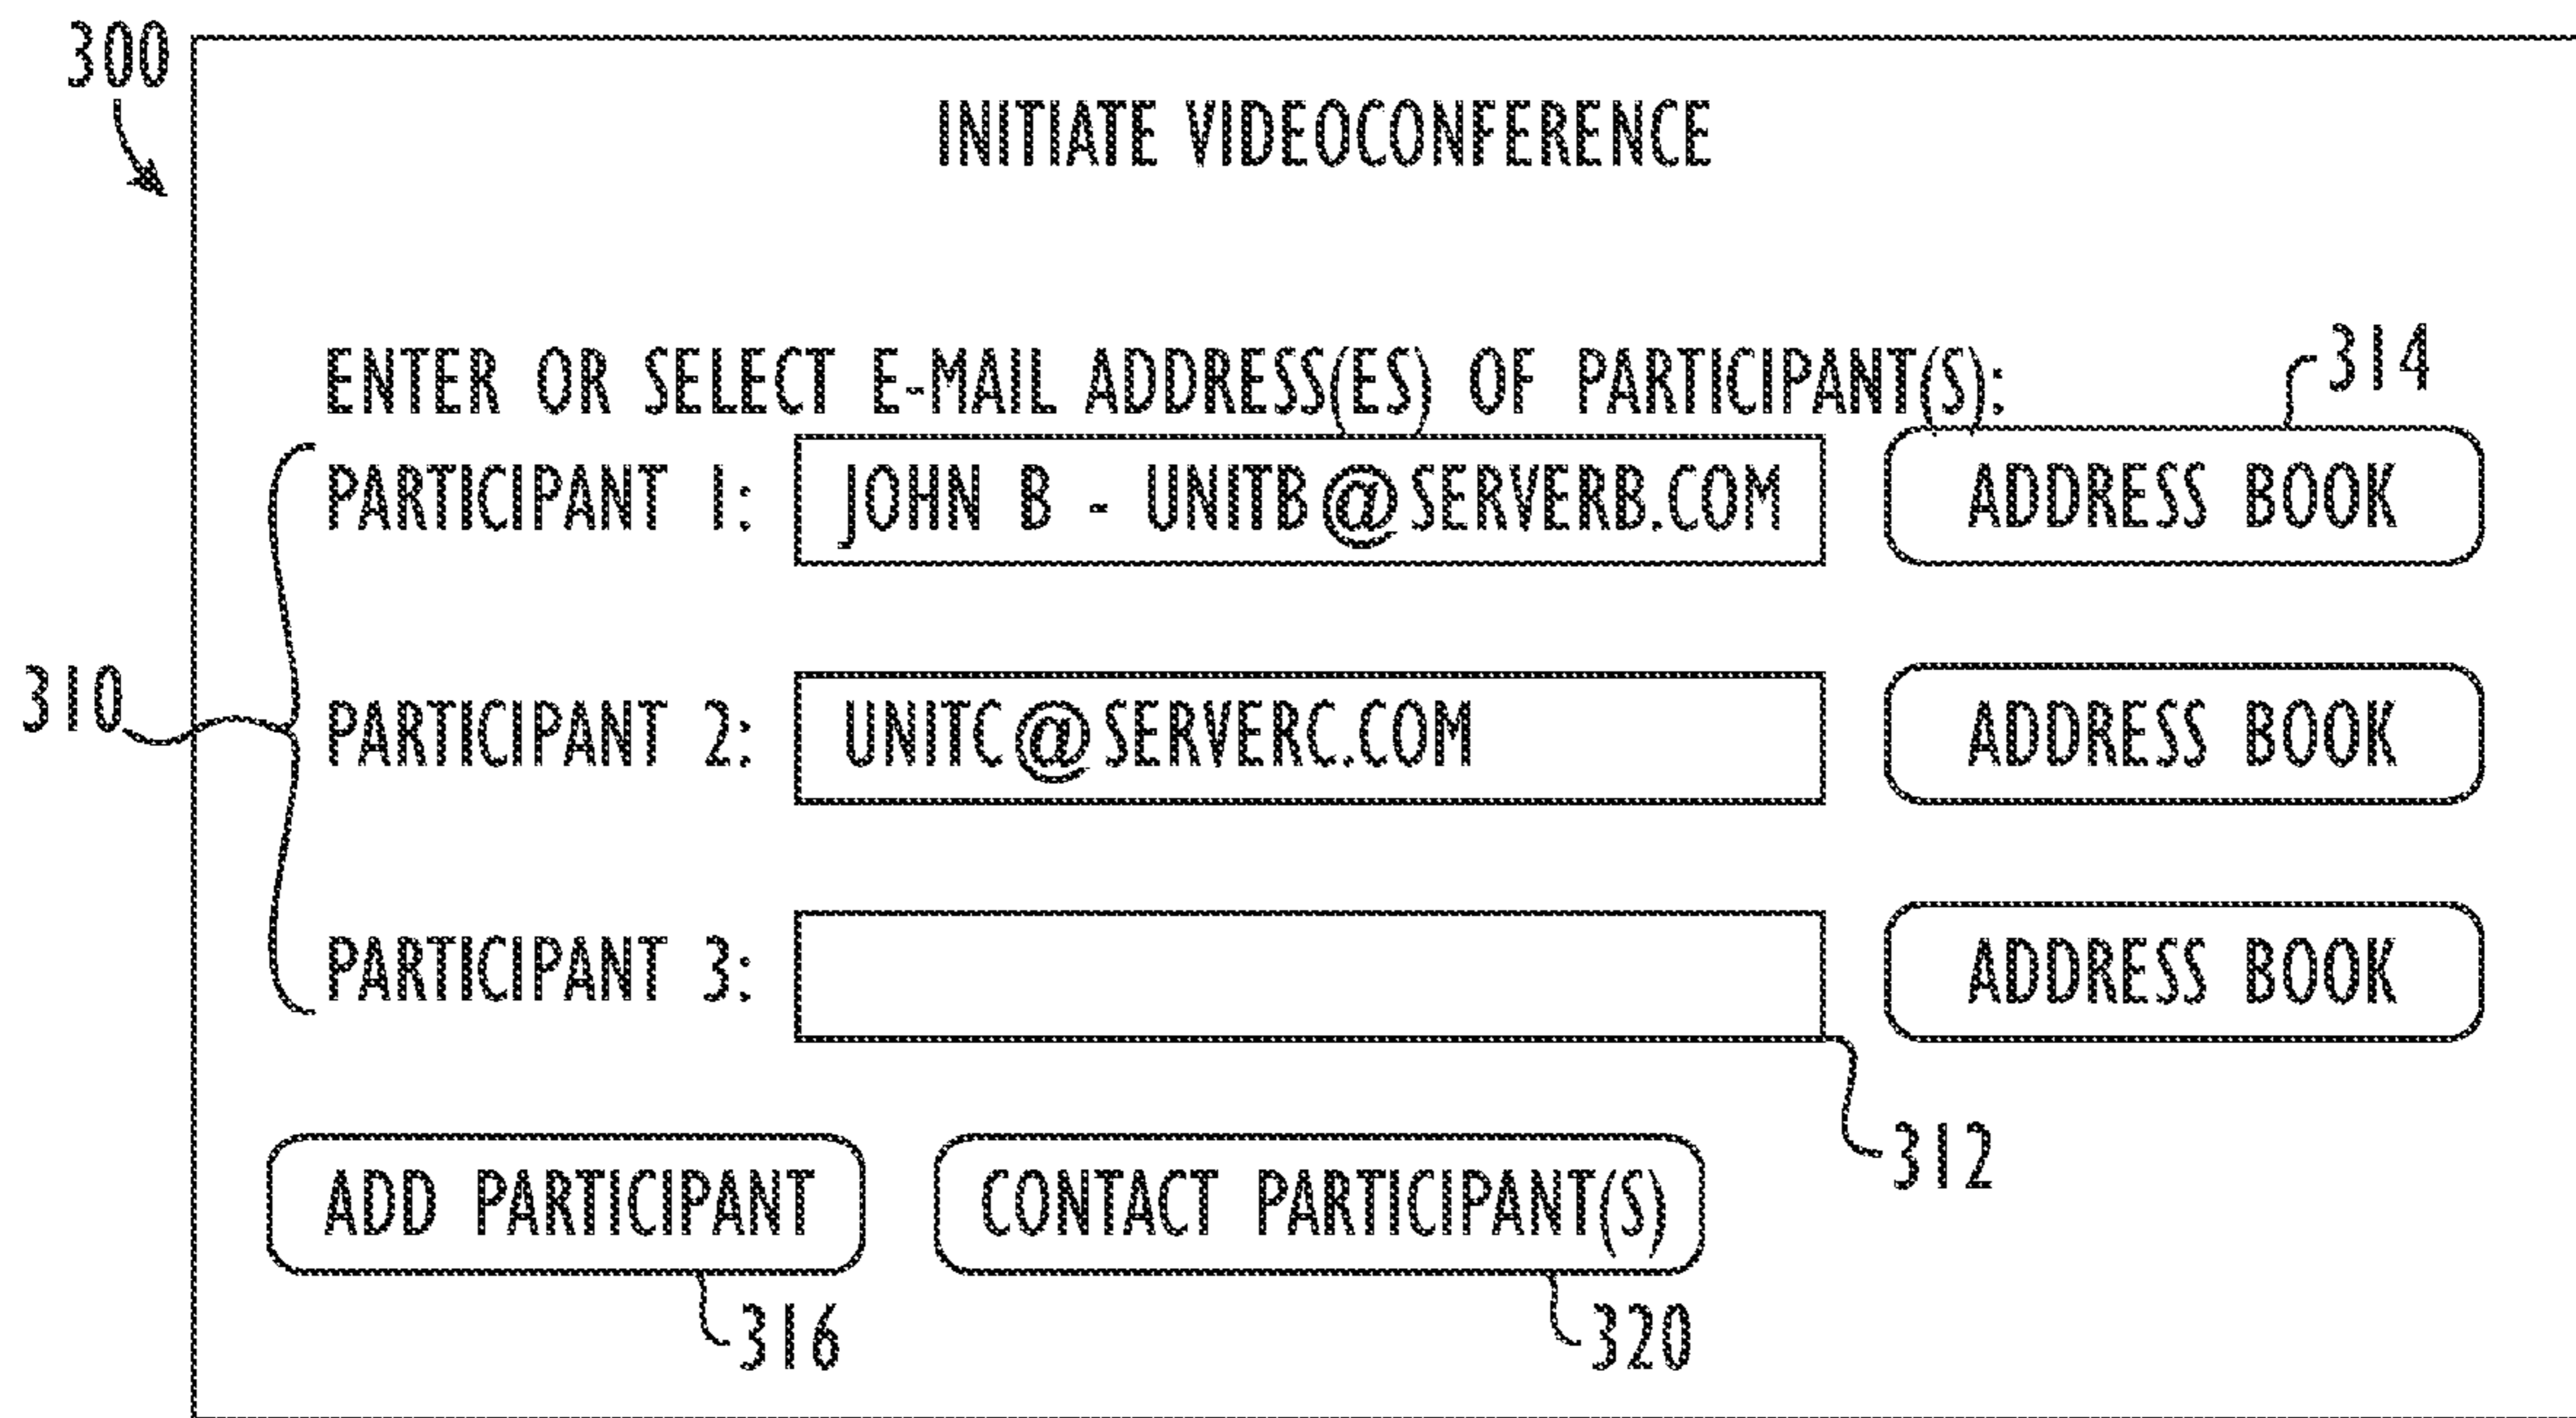 300
INITIATE VIDEOCONFERENCE
ENTER OR SELECT E-MAIL ADDRESS(ES) OF PARTICIPANT(S):
314
PARTICIPANT 1: JOHN B - UNITB@SERVERB.COM ADDRESS BOOK
310
PARTICIPANT 2: UNITC@SERVERC.COM ADDRESS BOOK
PARTICIPANT 3: ADDRESS BOOK
312
ADD PARTICIPANT CONTACT PARTICIPANT(S)
316 320